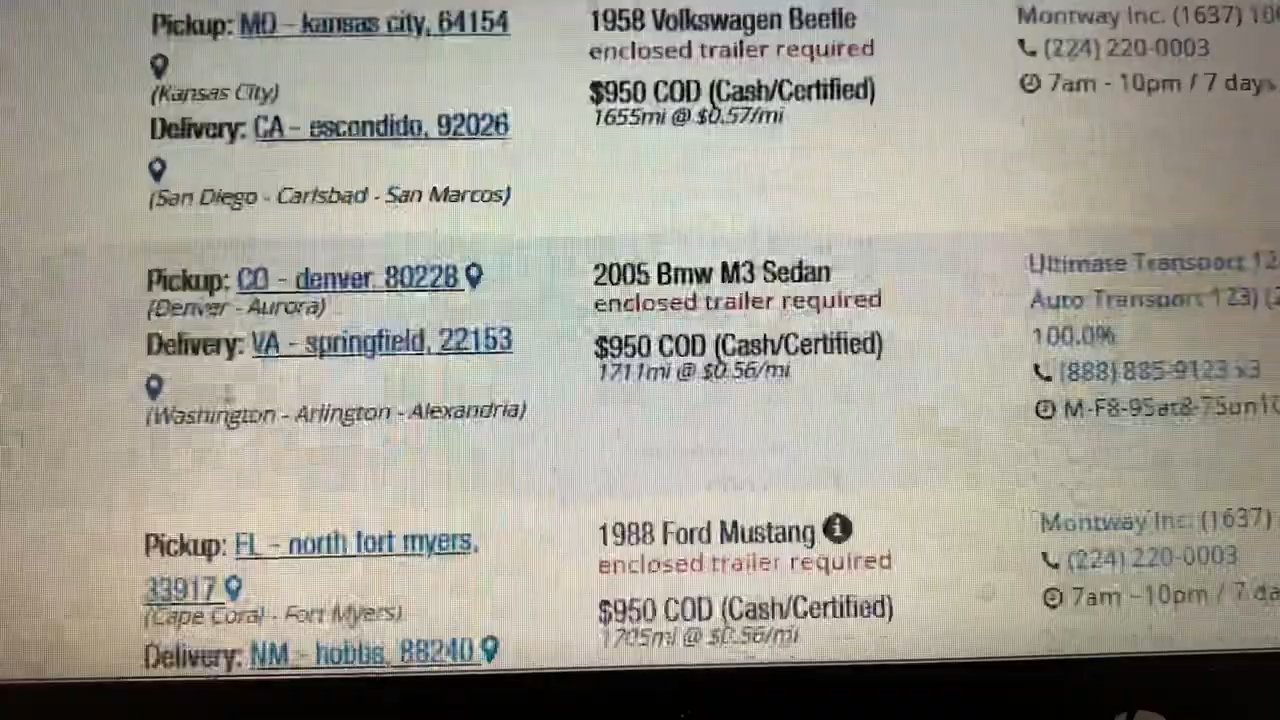 Pickup: MO - kansas city, 64154
(Kansas City)
Delivery: CA - escondido, 92026
(San Diego - Carlsbad - San Marcos)
1958 Volkswagen Beetle
enclosed trailer required
$950 COD (Cash/Certified)
1655mi @ $0.57/mi
Montway Inc. (1637)
(224) 220-0003
7am - 10pm / 7 days
Pickup: CO - denver, 80228
(Denver - Aurora)
Delivery: VA - springfield, 22153
(Washington - Arlington - Alexandria)
2005 Bmw M3 Sedan
enclosed trailer required
$950 COD (Cash/Certified)
1711mi @ $0.56/mi
Ultimate Transport 12
Auto Transport 123)
100.0%
(888) 885-9123 x3
Pickup: FL - north fort myers,
33917
(Cape Coral - Fort Myers)
Delivery: NM - hobbs, 88240
1988 Ford Mustang
enclosed trailer required
$950 COD (Cash/Certified)
1705mi @ $0.56/mi
Montway Inc. (1637)
(224) 220-0003
7am - 10pm / 7 da